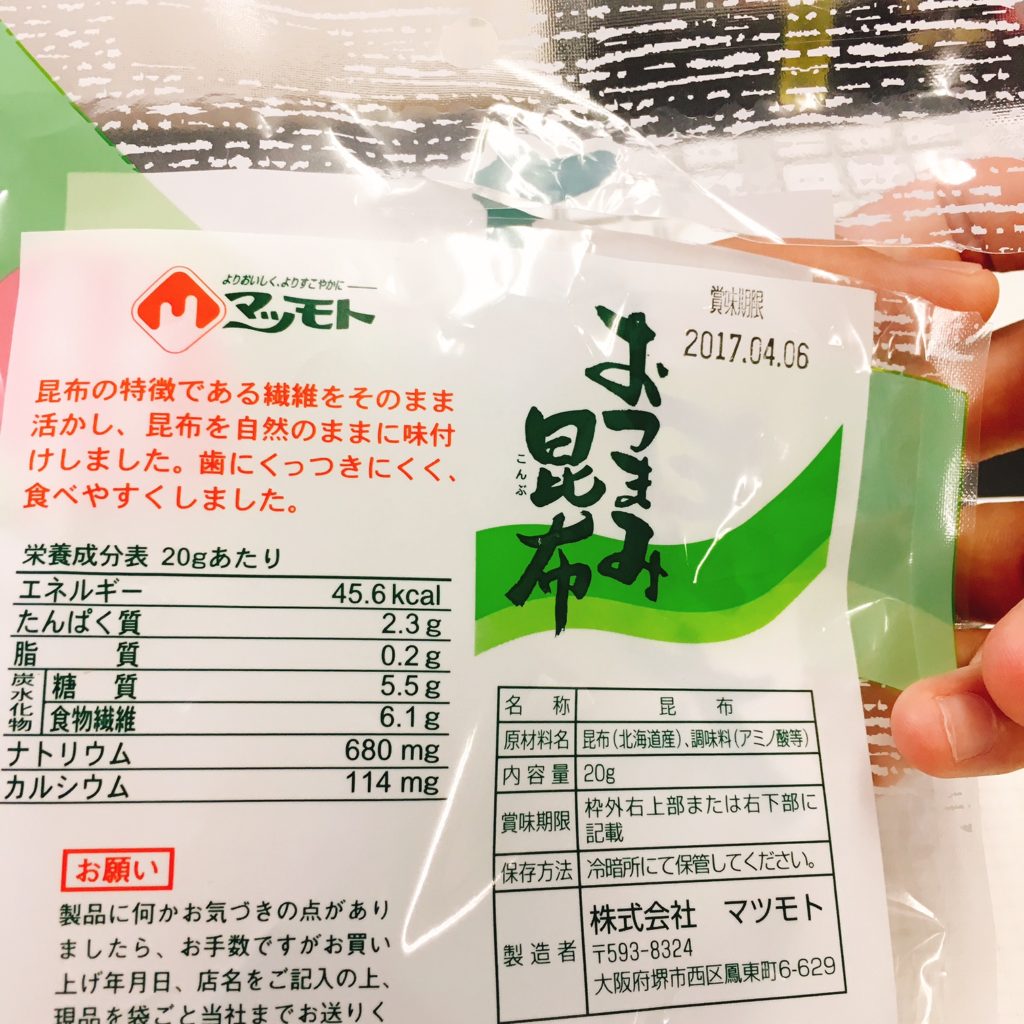 よりおいしく、よりすこやかに
マツモト
昆布の特徴である繊維をそのまま
活かし、昆布を自然のままに味付
けしました。歯にくっつきにくく、
食べやすくしました。
栄養成分表 20gあたり
エネルギー 45.6kcal
たんぱく質 2.3g
脂質 0.2g
炭水化物 糖質 5.5g
食物繊維 6.1g
ナトリウム 680mg
カルシウム 114mg
お願い
製品に何かお気づきの点があり
ましたら、お手数ですがお買い
上げ年月日、店名をご記入の上、
現品を袋ごと当社までお送りく
賞味期限
2017.04.06
おつまみ
昆布
こんぶ
名称 昆布
原材料名 昆布(北海道産)、調味料(アミノ酸等)
内容量 20g
賞味期限 枠外右上部または右下部に
記載
保存方法 冷暗所にて保管してください。
製造者 株式会社 マツモト
〒593-8324
大阪府堺市西区鳳東町6-629